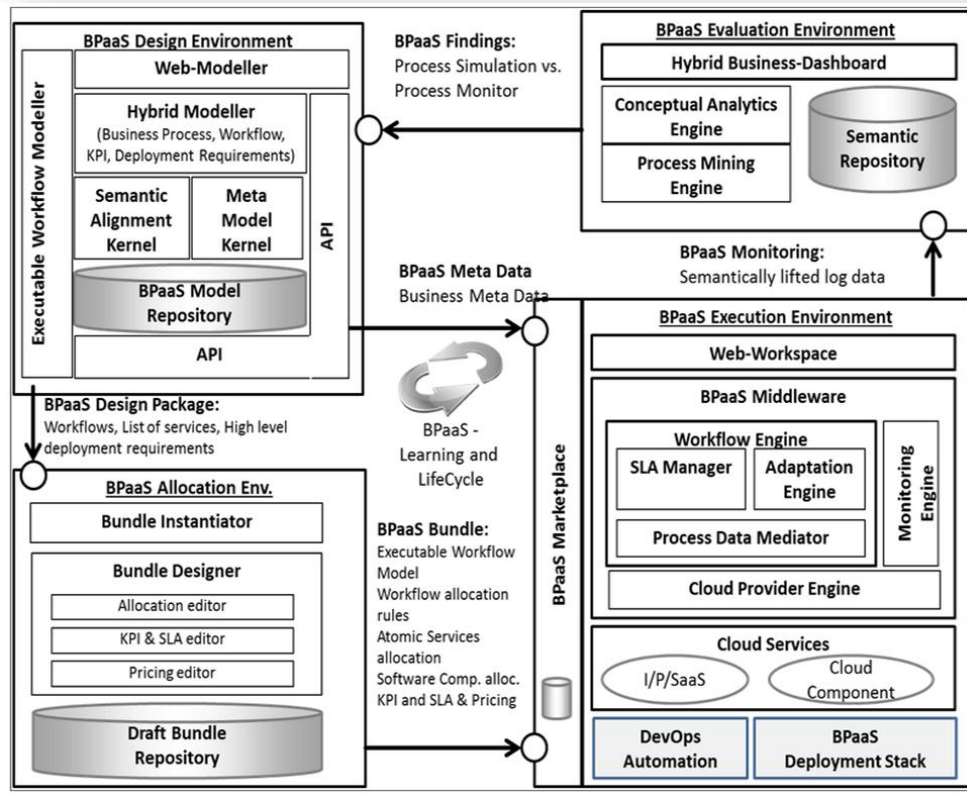 BPaaS Design Environment
Executable Workflow Modeller
Web-Modeller
Hybrid Modeller
(Business Process, Workflow,
KPI, Deployment Requirements)
Semantic
Alignment
Kernel
Meta
Model
Kernel
API
BPaaS Model
Repository
API
BPaaS Findings:
Process Simulation vs.
Process Monitor
BPaaS Evaluation Environment
Hybrid Business-Dashboard
Conceptual Analytics
Engine
Process Mining
Engine
Semantic
Repository
BPaaS Monitoring:
Semantically lifted log data
BPaaS Meta Data
Business Meta Data
BPaaS -
Learning and
LifeCycle
BPaaS Design Package:
Workflows, List of services, High level
deployment requirements
BPaaS Allocation Env.
Bundle Instantiator
Bundle Designer
Allocation editor
KPI & SLA editor
Pricing editor
Draft Bundle
Repository
BPaaS Bundle:
Executable Workflow
Model
Workflow allocation
rules
Atomic Services
allocation
Software Comp. alloc.
KPI and SLA & Pricing
BPaaS Marketplace
BPaaS Execution Environment
Web-Workspace
BPaaS Middleware
Workflow Engine
SLA Manager
Adaptation
Engine
Process Data Mediator
Monitoring
Engine
Cloud Provider Engine
Cloud Services
I/P/SaaS
Cloud
Component
DevOps
Automation
BPaaS
Deployment Stack